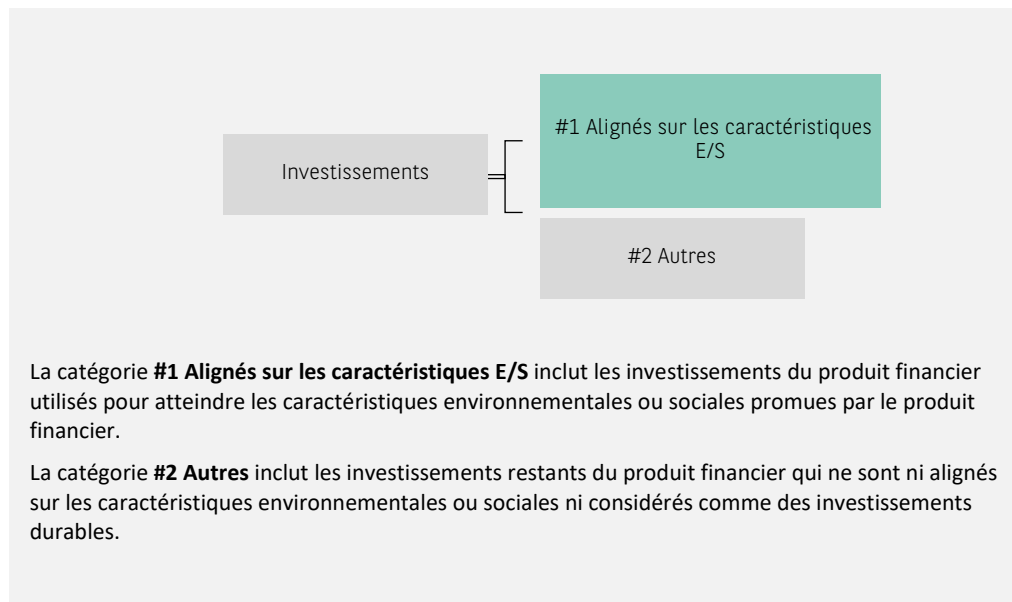 #1 Alignés sur les caractéristiques
E/S
Investissements
#2 Autres
La catégorie #1 Alignés sur les caractéristiques E/S inclut les investissements du produit financier
utilisés pour atteindre les caractéristiques environnementales ou sociales promues par le produit
financier.
La catégorie #2 Autres inclut les investissements restants du produit financier qui ne sont ni alignés
sur les caractéristiques environnementales ou sociales ni considérés comme des investissements
durables.